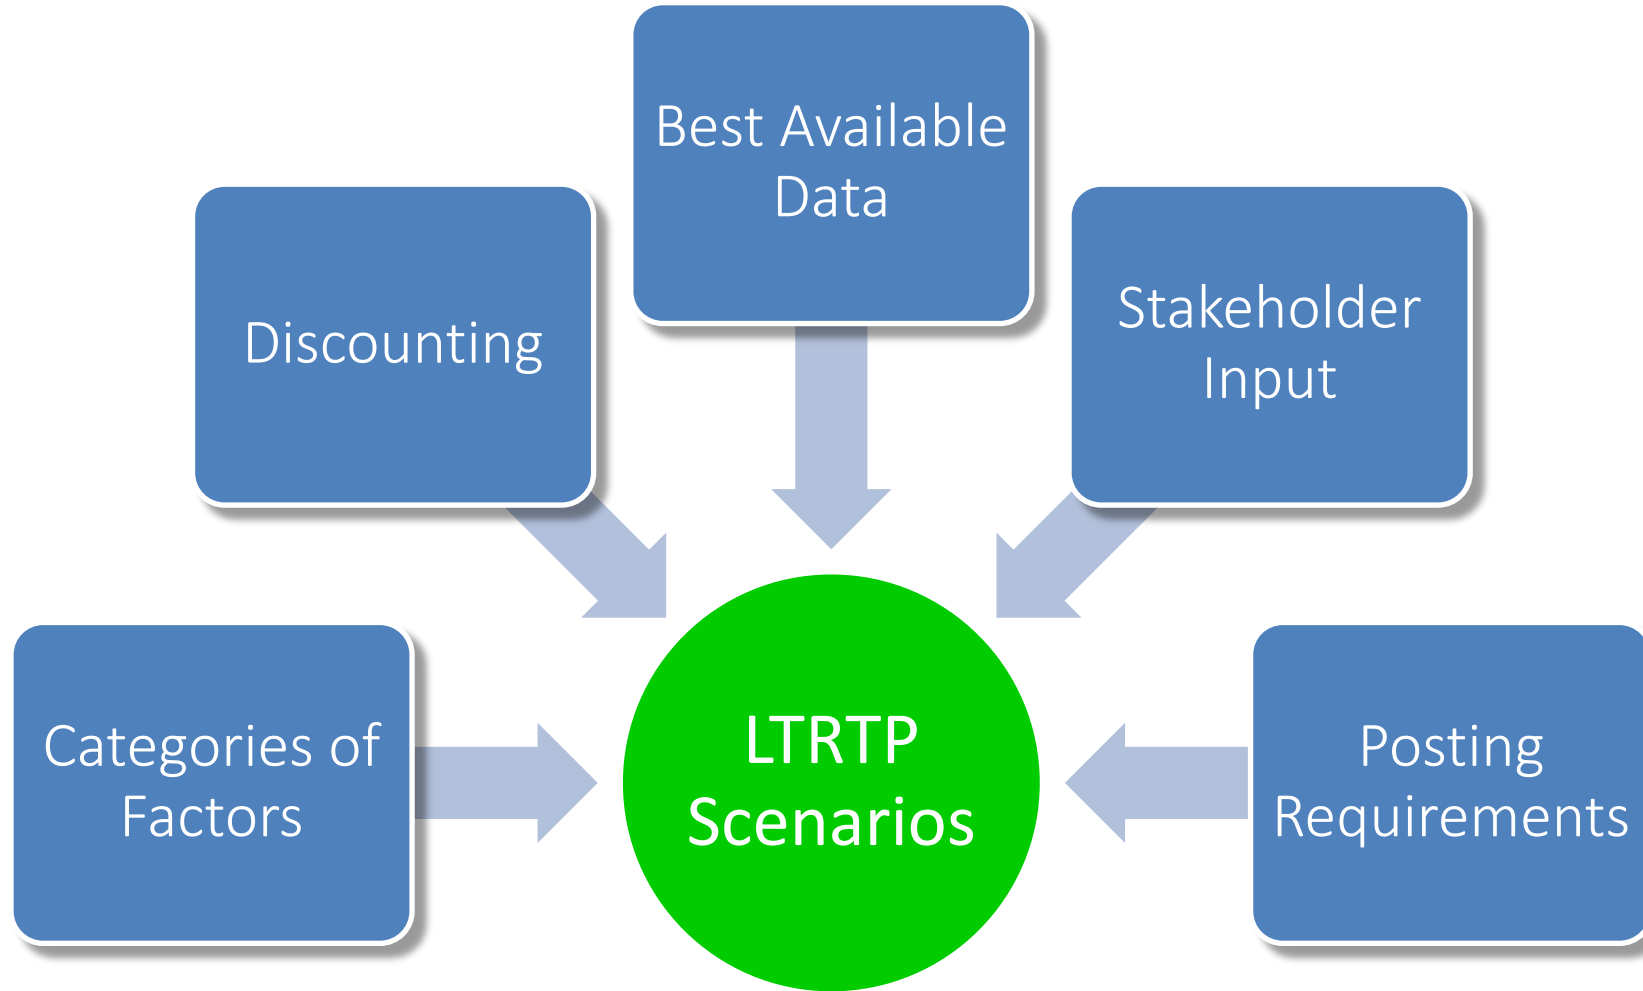 Best Available
Data
Discounting
Stakeholder
Input
Categories of
Factors
LTRTP
Scenarios
Posting
Requirements